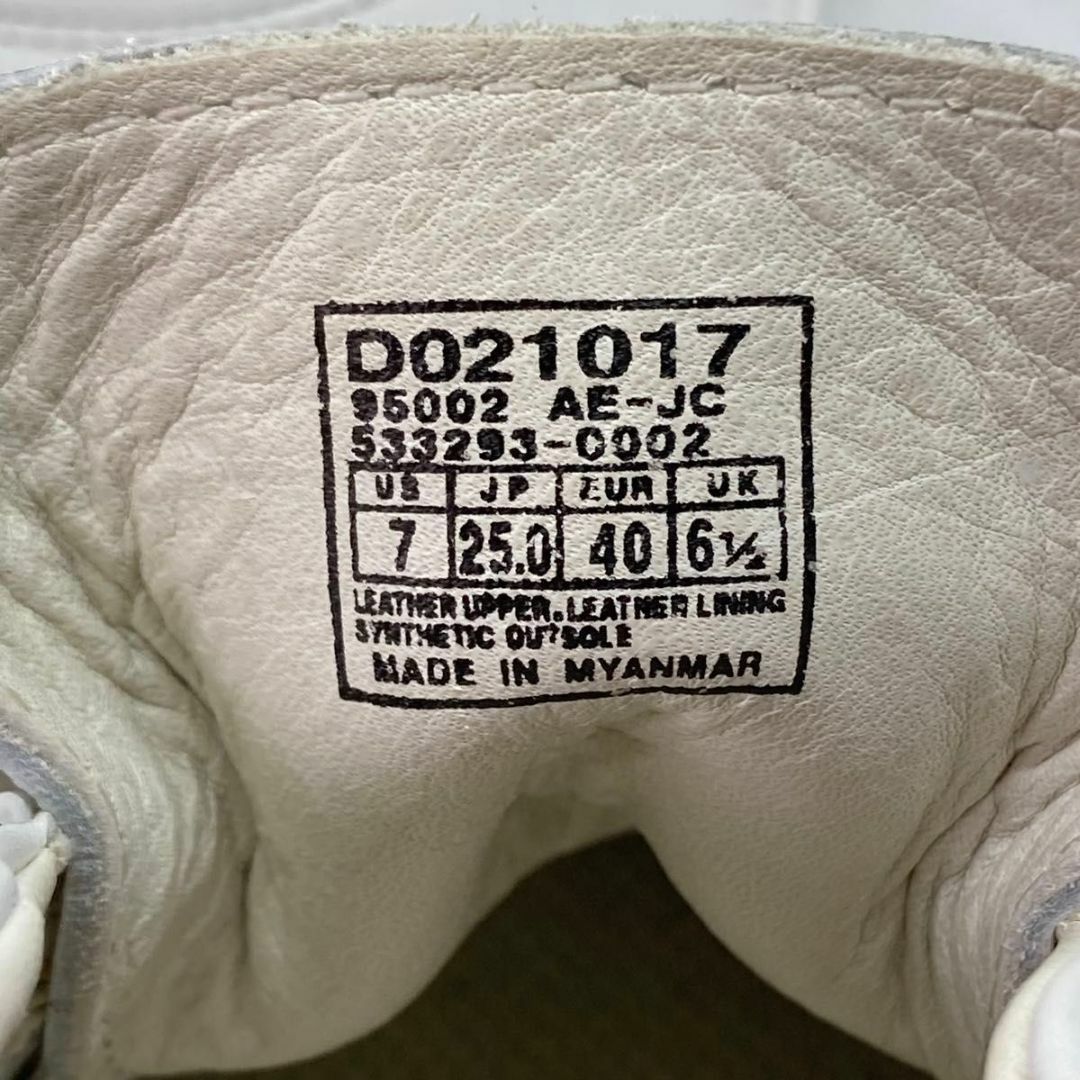 D021017
95002 AE-JC
533293-0002
US JP EUR UK
7 25.0 40 6½
LEATHER UPPER.LEATHER LINING
SYNTHETIC OUTSOLE
MADE IN MYANMAR